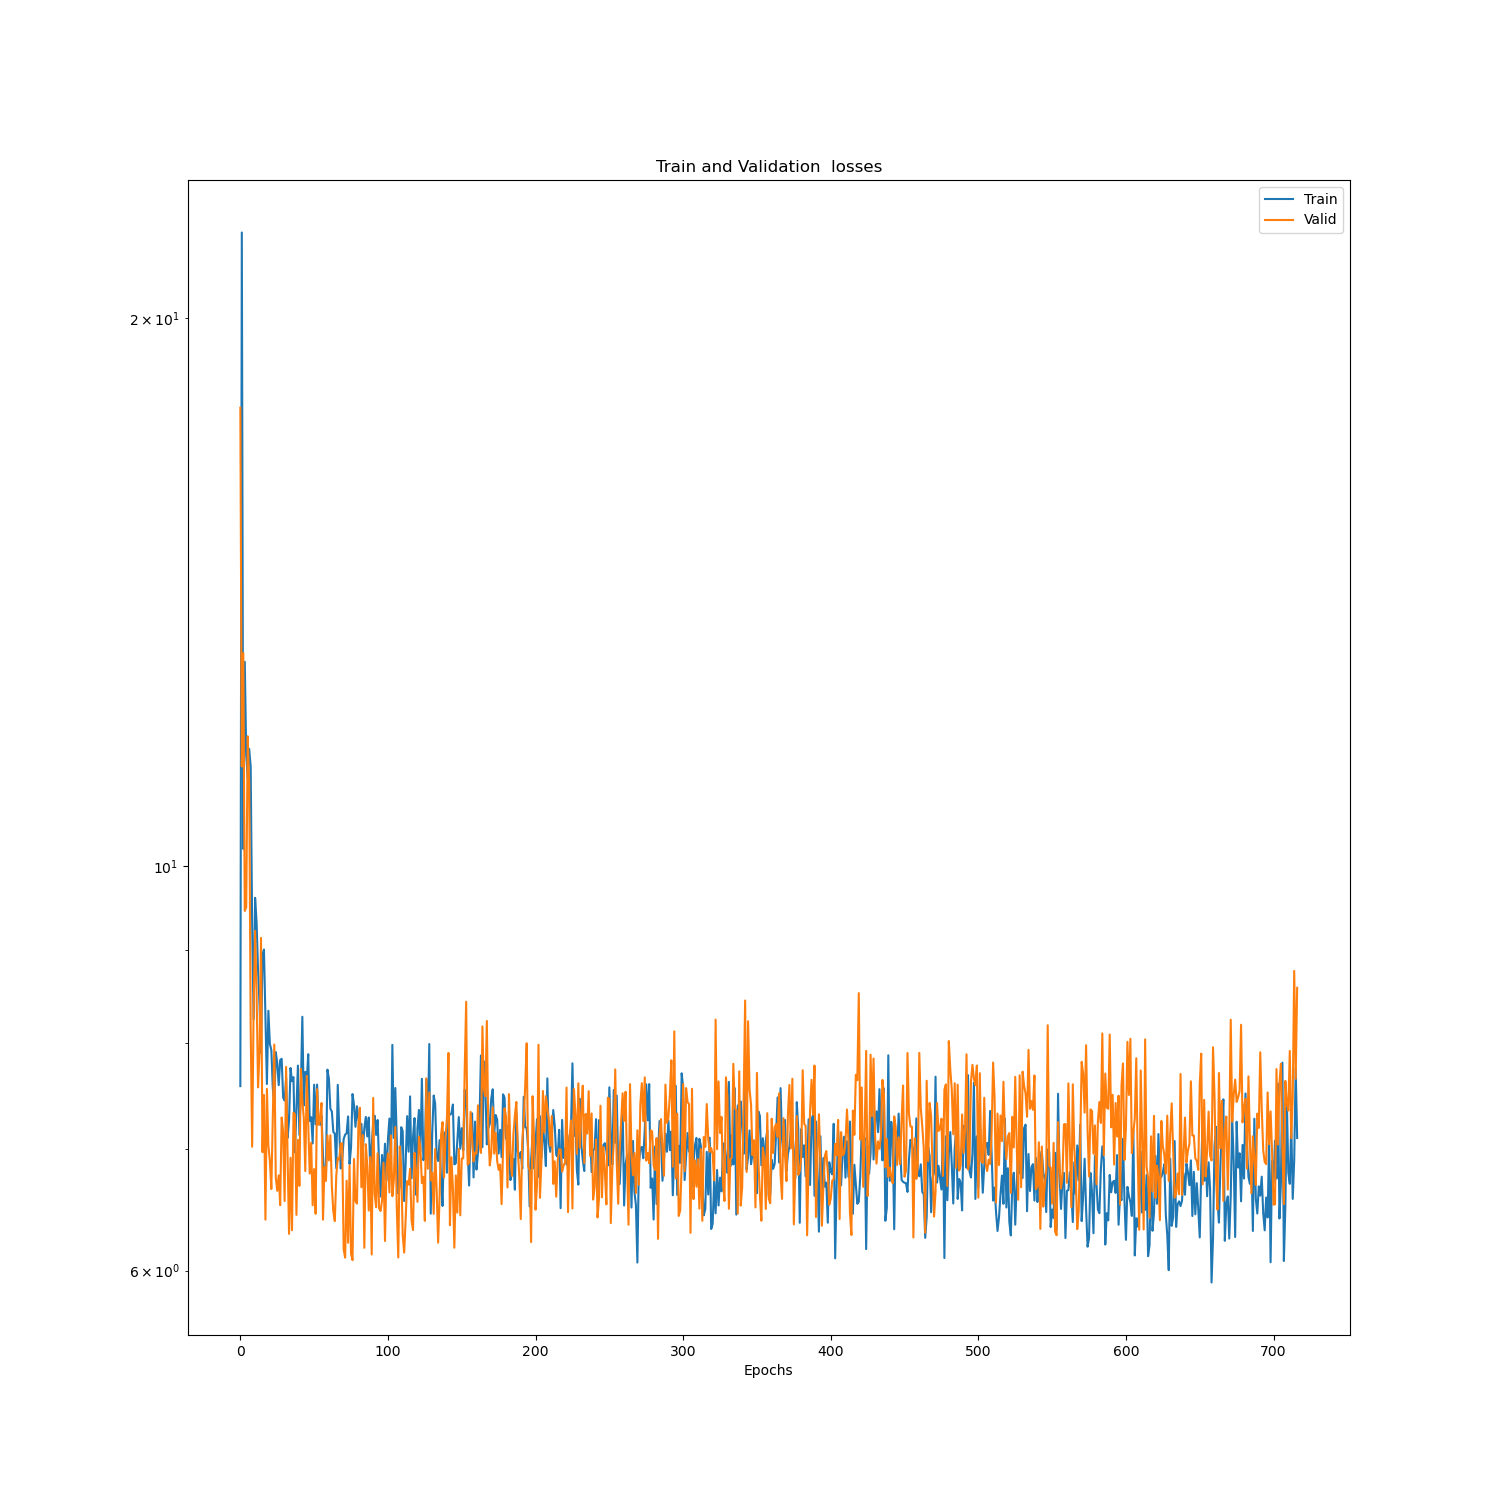 Train and Validation  losses
Train
Valid
2 × 10¹
10¹
6 × 10⁰
0 100 200 300 400 500 600 700
Epochs